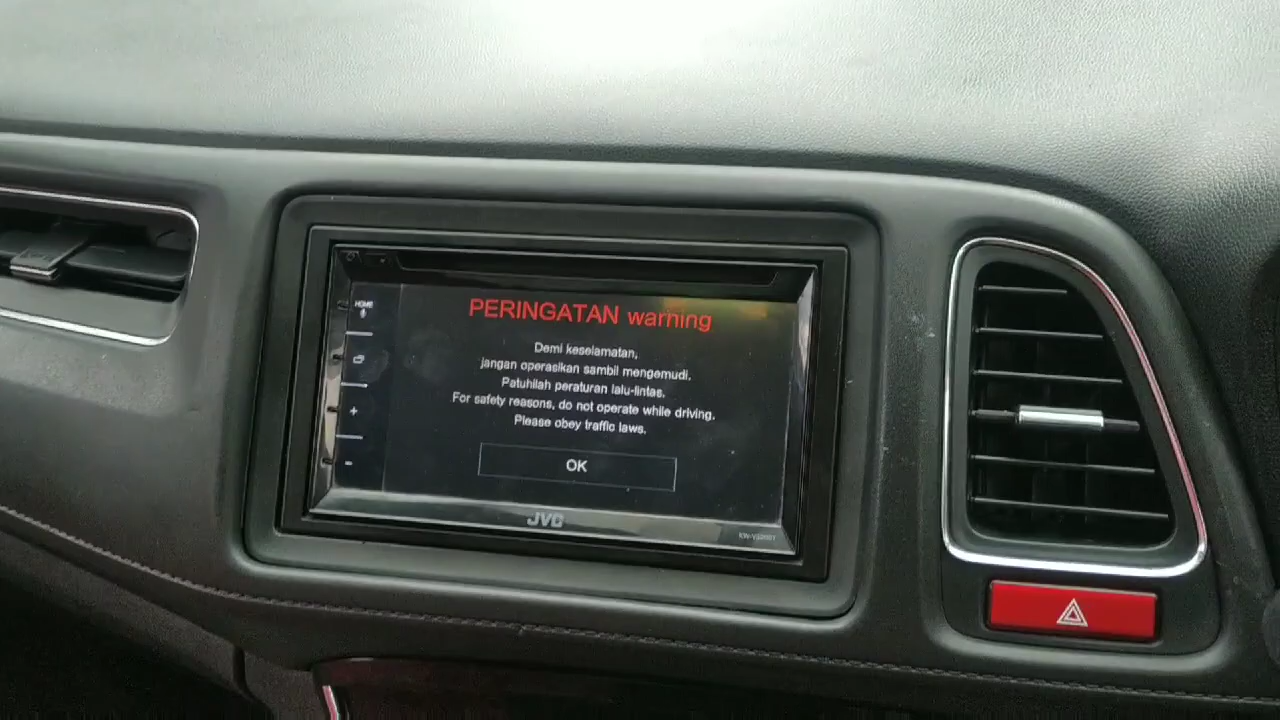 HOME
PERINGATAN warning
Demi keselamatan,
jangan operasikan sambil mengemudi.
Patuhilah peraturan lalu-lintas.
For safety reasons, do not operate while driving.
Please obey traffic laws.
+
OK
-
JVC